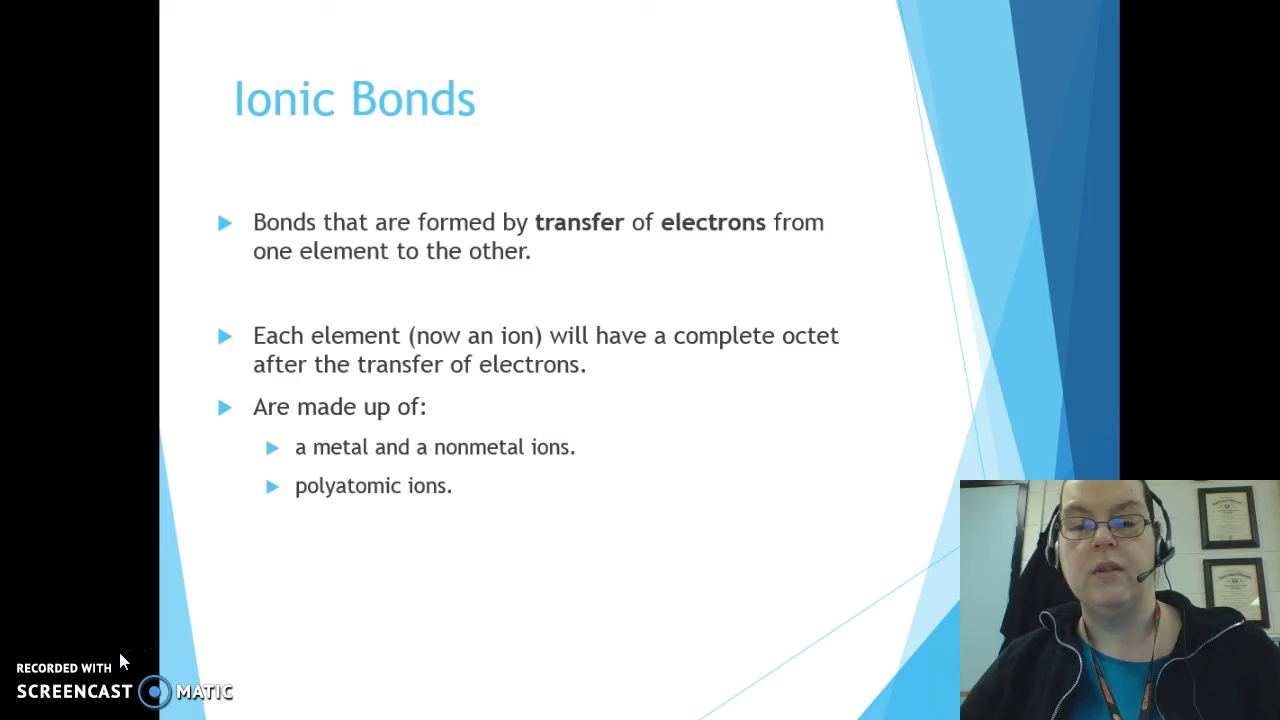 Ionic Bonds
Bonds that are formed by transfer of electrons from
one element to the other.
Each element (now an ion) will have a complete octet
after the transfer of electrons.
Are made up of:
a metal and a nonmetal ions.
polyatomic ions.
RECORDED WITH
SCREENCAST MATIC